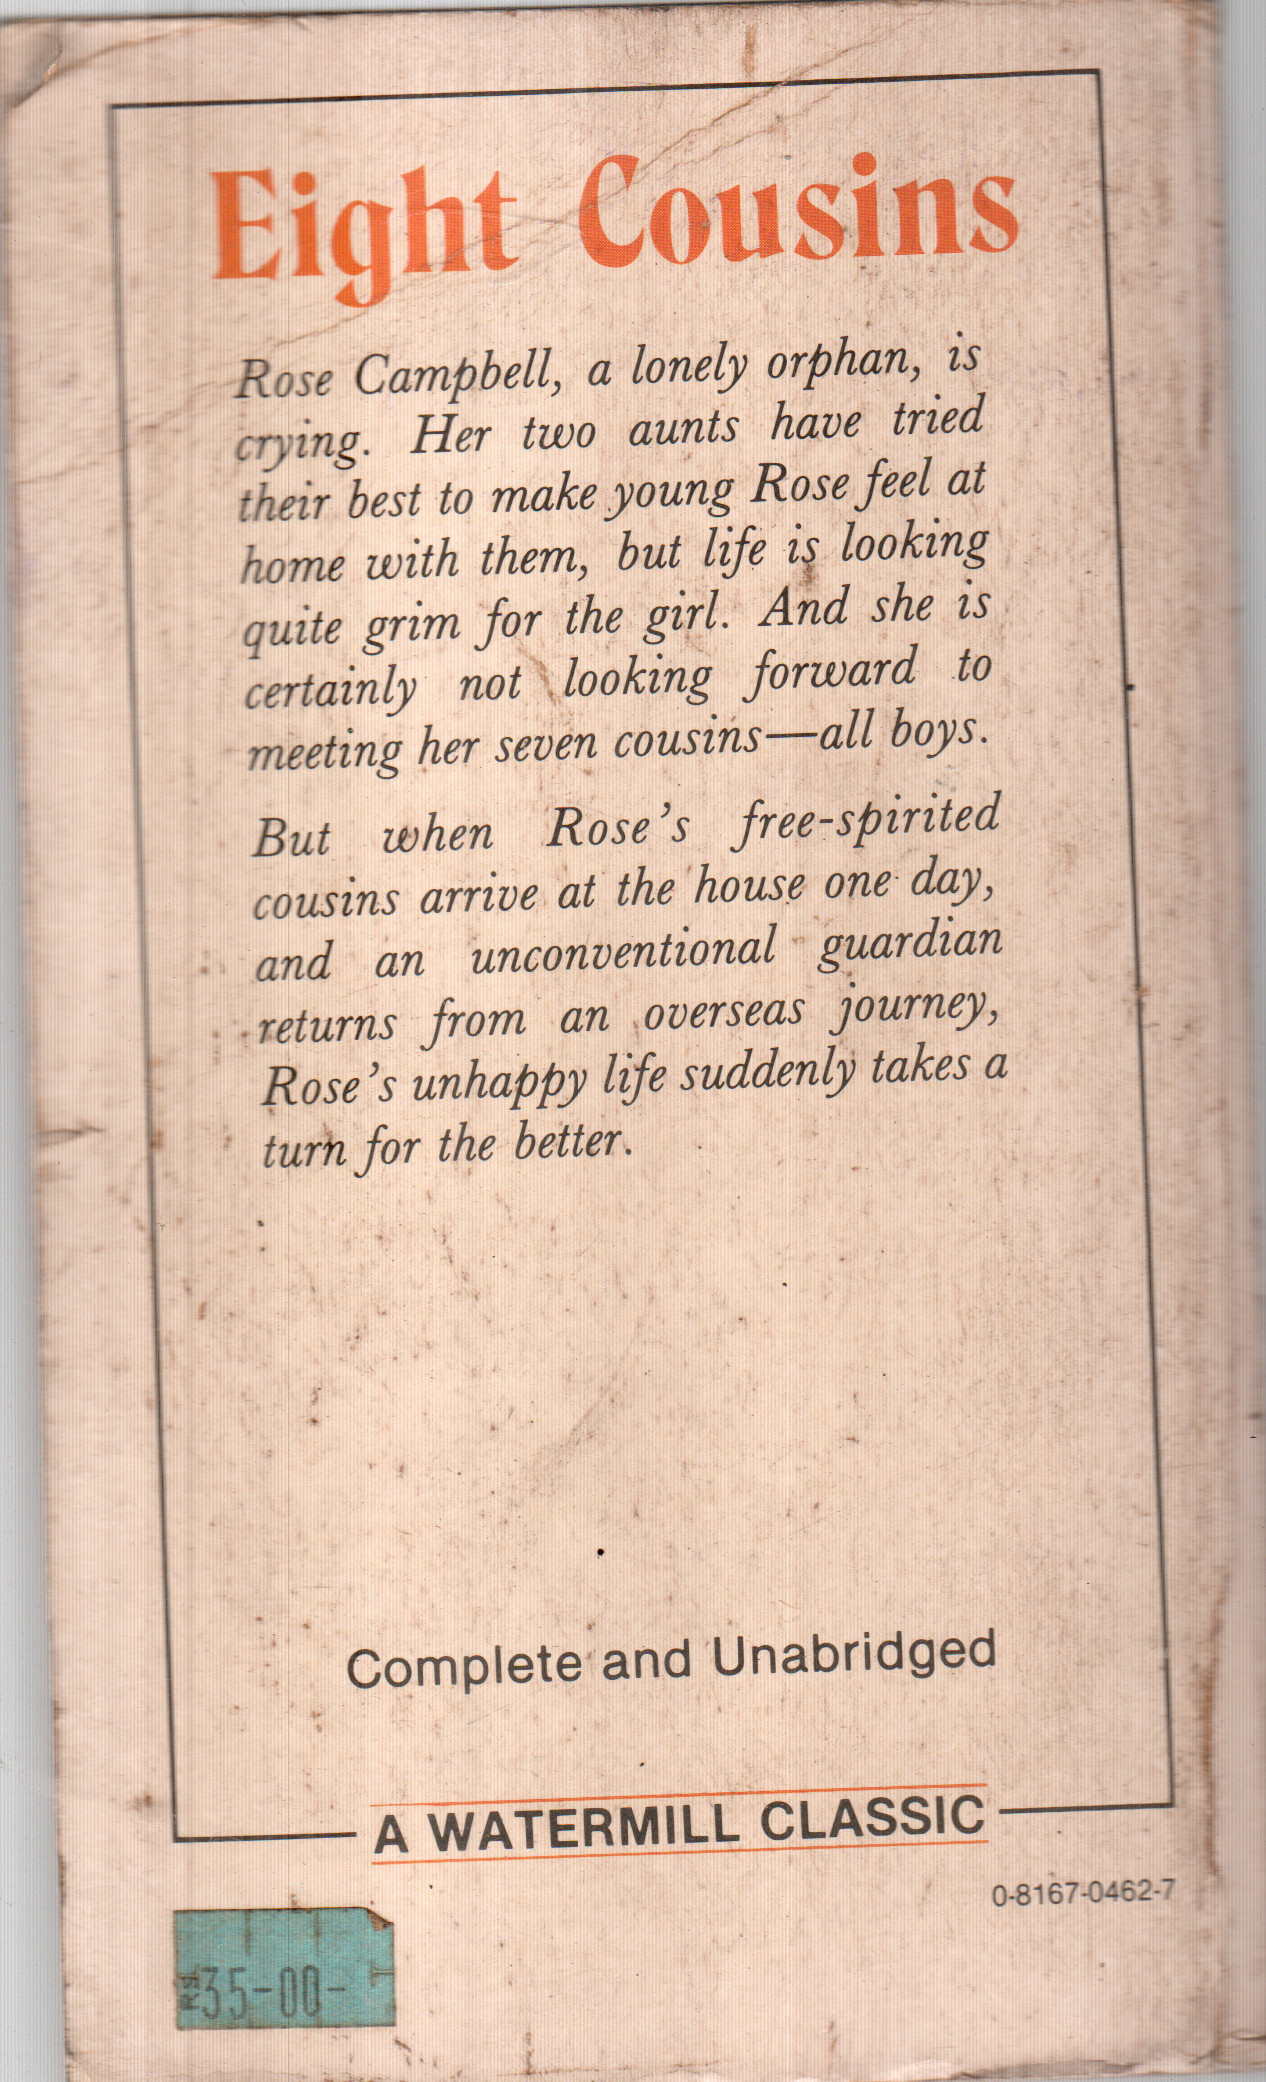 Eight Cousins
Rose Campbell, a lonely orphan, is
crying. Her two aunts have tried
their best to make young Rose feel at
home with them, but life is looking
quite grim for the girl. And she is
certainly not looking forward to
meeting her seven cousins—all boys.
But when Rose's free-spirited
cousins arrive at the house one day,
and an unconventional guardian
returns from an overseas journey,
Rose's unhappy life suddenly takes a
turn for the better.
Complete and Unabridged
A WATERMILL CLASSIC
0-8167-0462-7
Rs. 35-00-